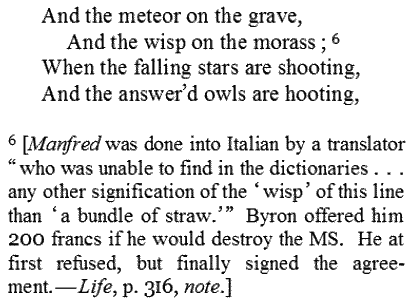 And the meteor on the grave,
And the wisp on the morass ; ⁶
When the falling stars are shooting,
And the answer’d owls are hooting,
⁶ [Manfred was done into Italian by a translator
“ who was unable to find in the dictionaries . . .
any other signification of the ‘ wisp’ of this line
than ‘ a bundle of straw.’” Byron offered him
200 francs if he would destroy the MS. He at
first refused, but finally signed the agree-
ment.—Life, p. 316, note.]